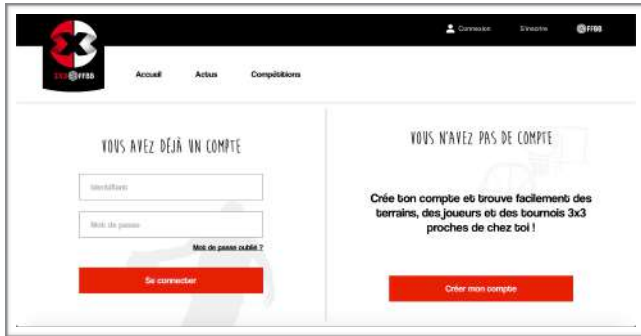 Connexion
S'inscrire
FFBB
3X3 FFBB
Accueil
Actus
Compétitions
VOUS AVEZ DÉJÀ UN COMPTE
Identifiant
Mot de passe
Mot de passe oublié ?
Se connecter
VOUS N'AVEZ PAS DE COMPTE
Crée ton compte et trouve facilement des
terrains, des joueurs et des tournois 3x3
proches de chez toi !
Créer mon compte